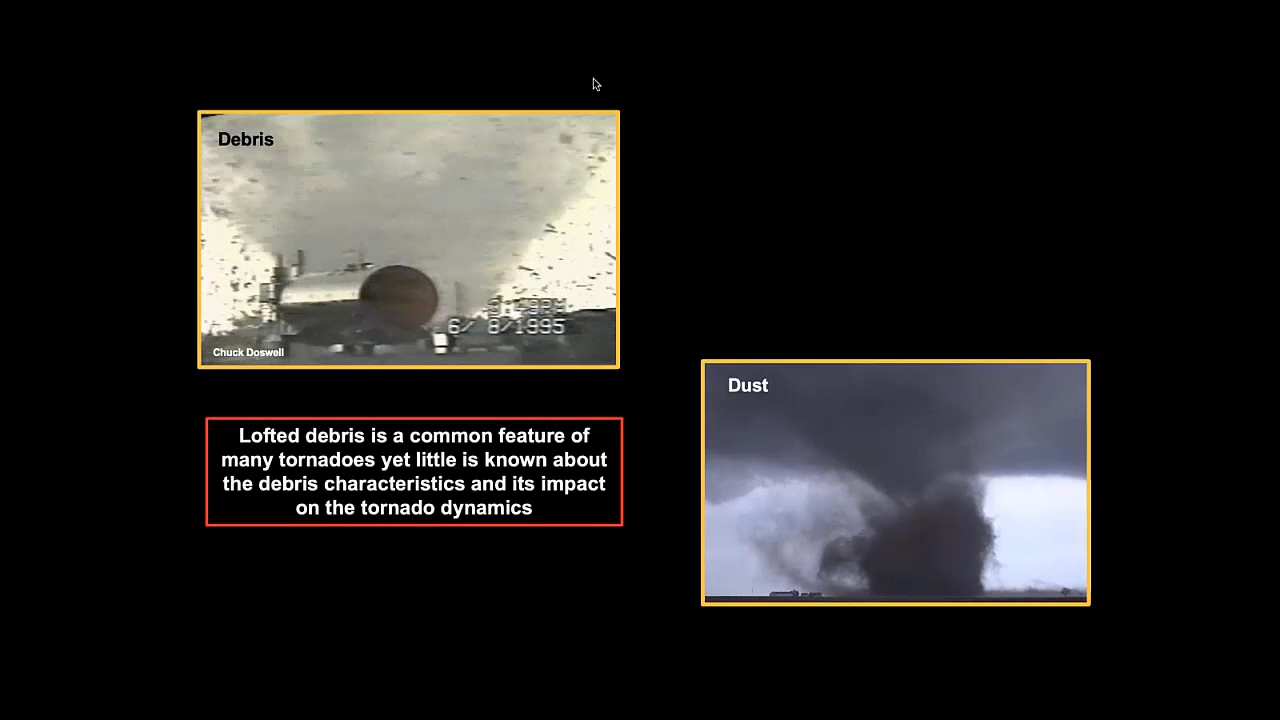 Debris
6/ 8/1995
Chuck Doswell
Lofted debris is a common feature of
many tornadoes yet little is known about
the debris characteristics and its impact
on the tornado dynamics
Dust